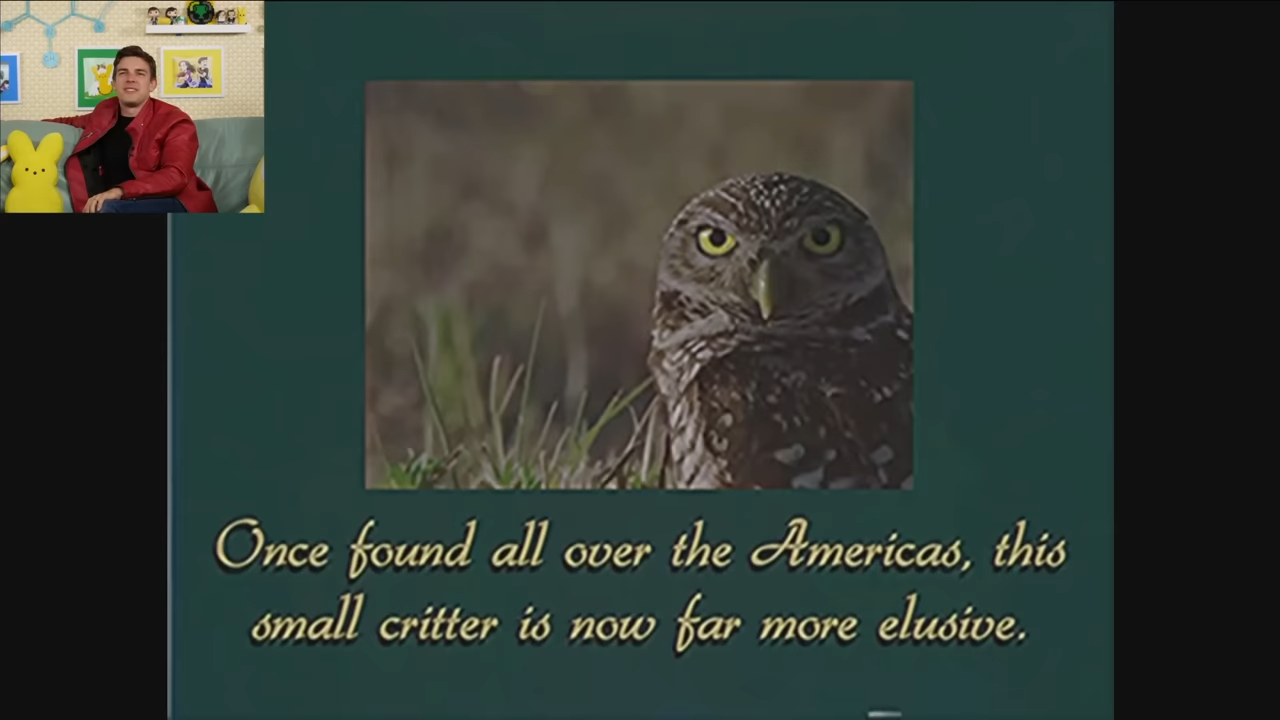 Once found all over the Americas, this
small critter is now far more elusive.